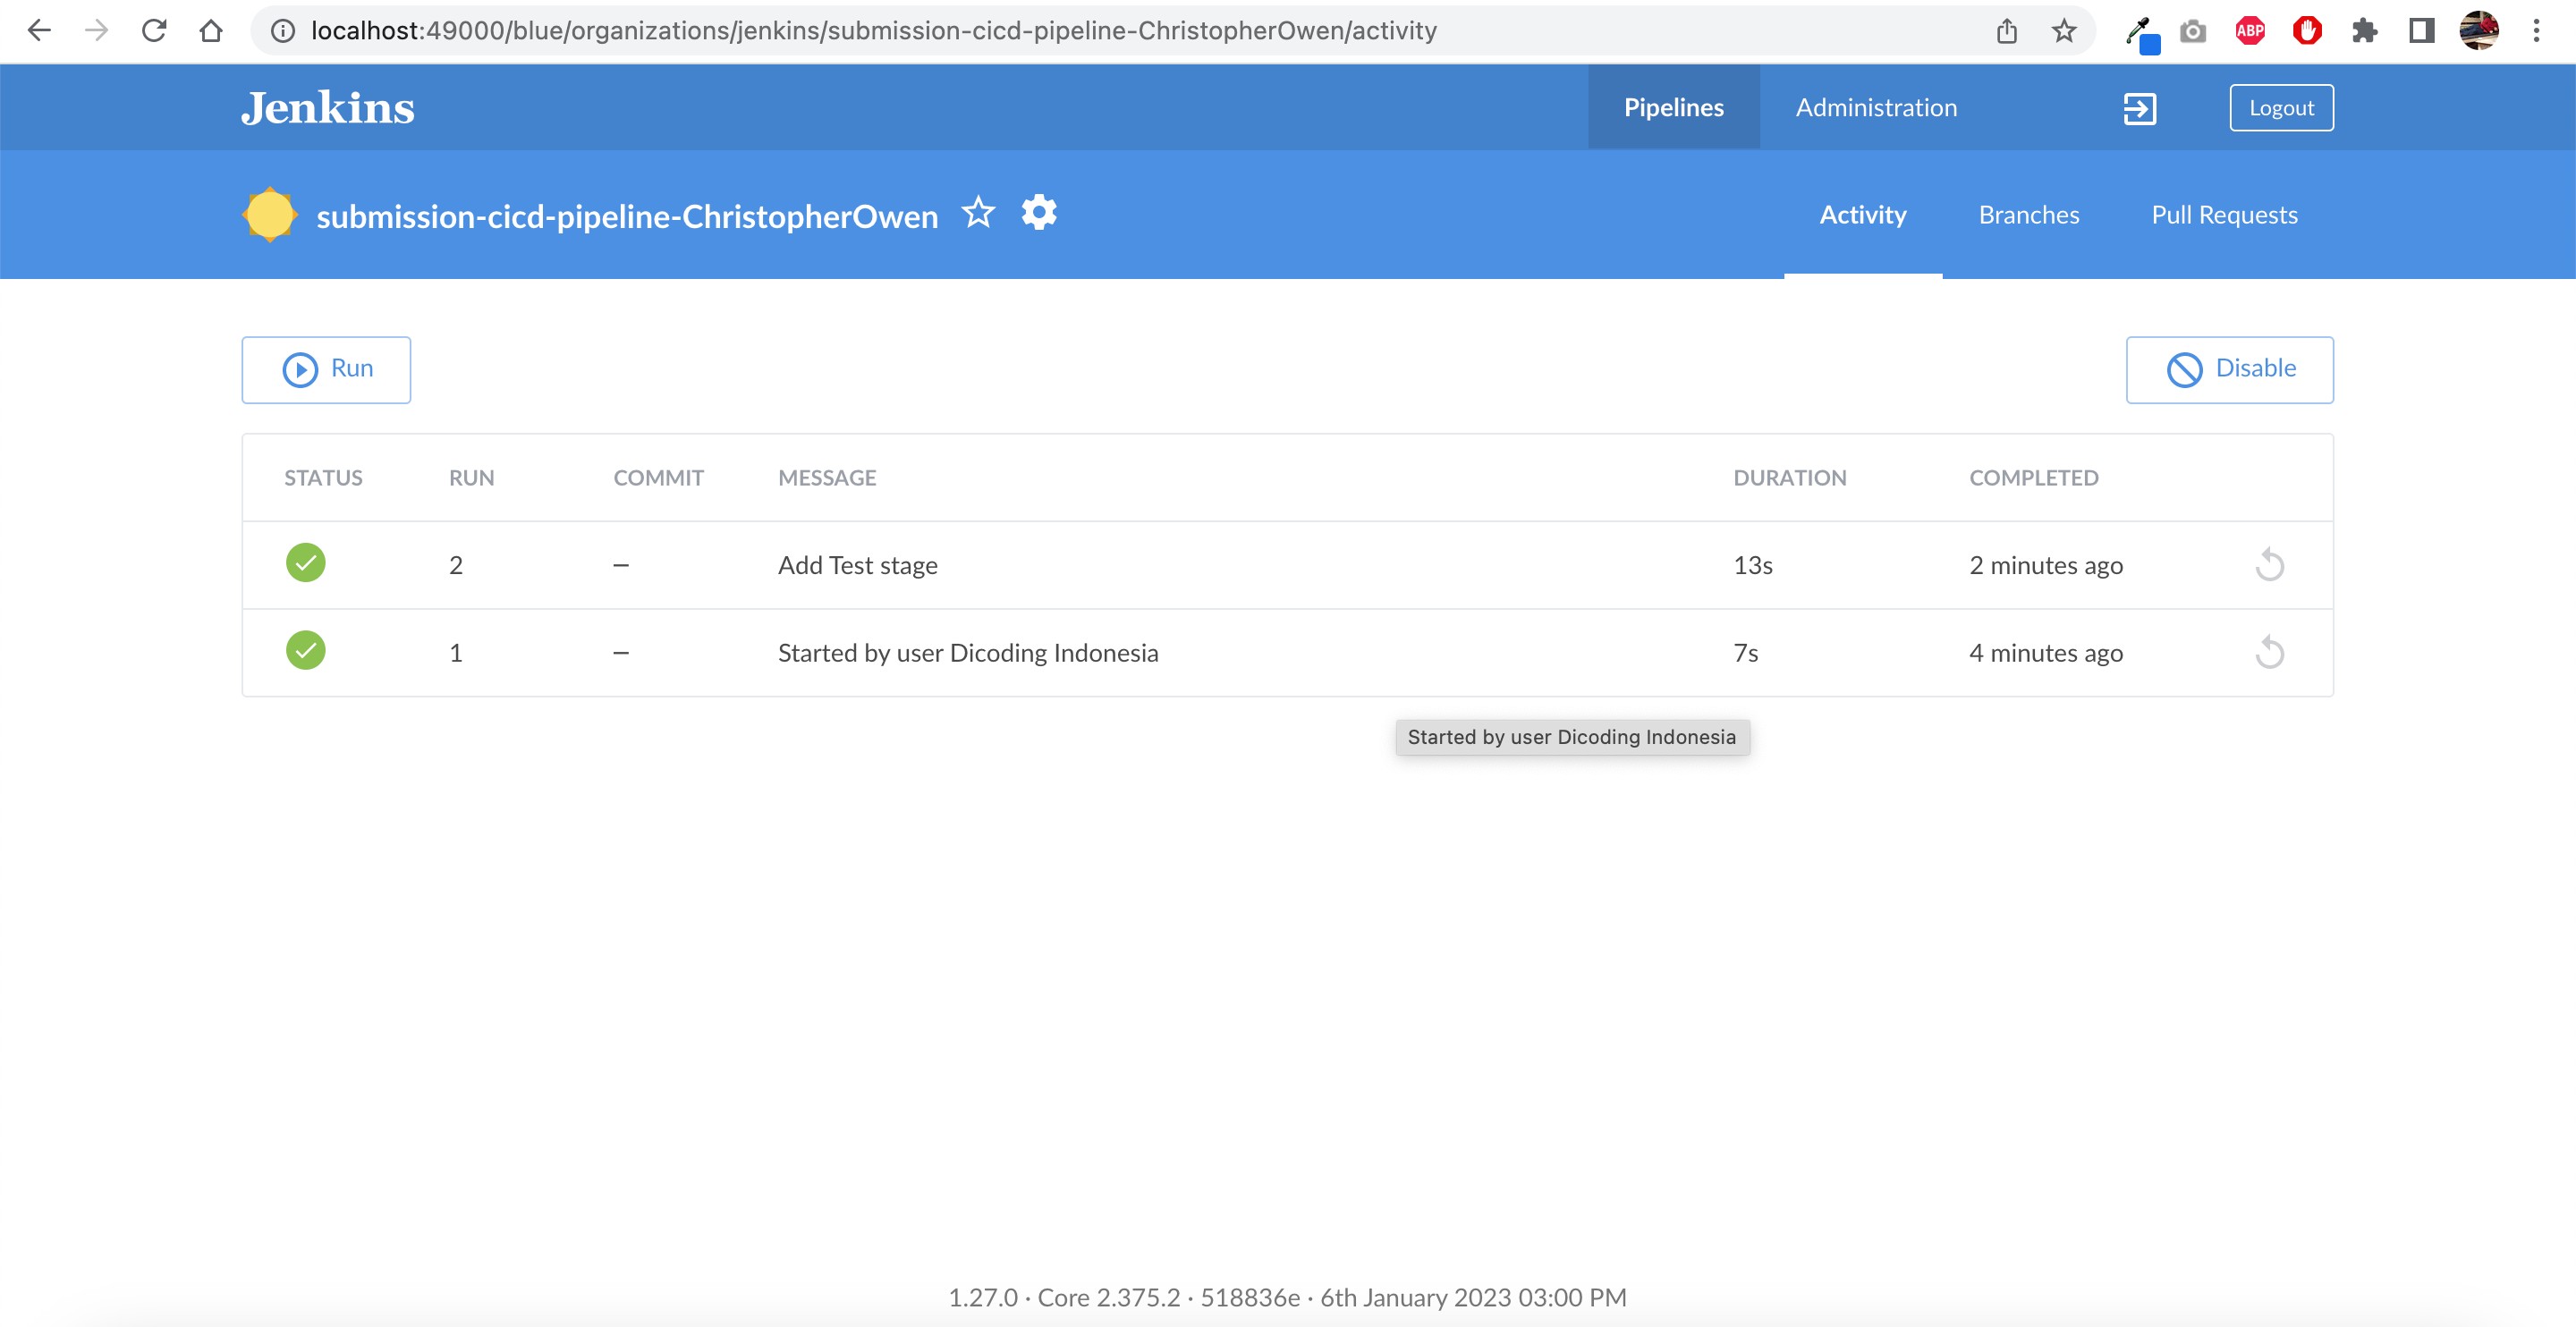 localhost:49000/blue/organizations/jenkins/submission-cicd-pipeline-ChristopherOwen/activity
ABP
Jenkins
Pipelines
Administration
Logout
submission-cicd-pipeline-ChristopherOwen
Activity
Branches
Pull Requests
Run
Disable
STATUS RUN COMMIT MESSAGE DURATION COMPLETED
2 – Add Test stage 13s 2 minutes ago
1 – Started by user Dicoding Indonesia 7s 4 minutes ago
Started by user Dicoding Indonesia
1.27.0 · Core 2.375.2 · 518836e · 6th January 2023 03:00 PM